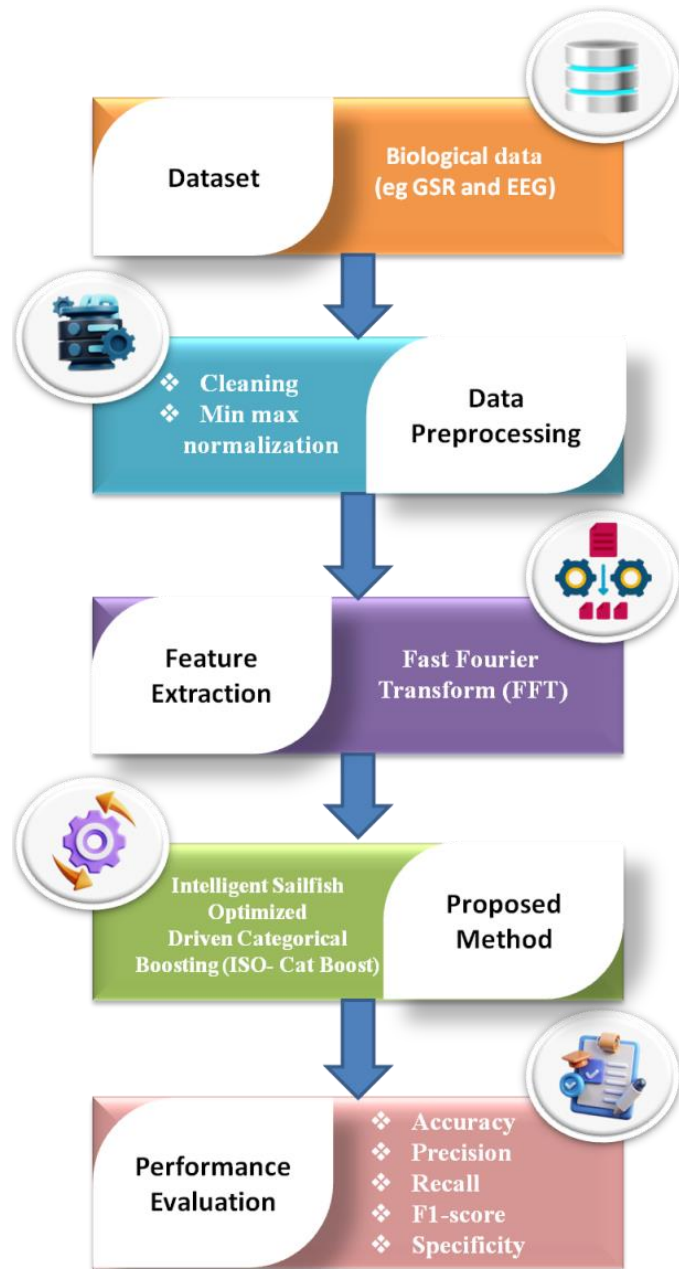 Dataset
Biological data
(eg GSR and EEG)
❖ Cleaning
❖ Min max
normalization
Data
Preprocessing
Feature
Extraction
Fast Fourier
Transform (FFT)
Intelligent Sailfish
Optimized
Driven Categorical
Boosting (ISO- Cat Boost)
Proposed
Method
Performance
Evaluation
❖ Accuracy
❖ Precision
❖ Recall
❖ F1-score
❖ Specificity